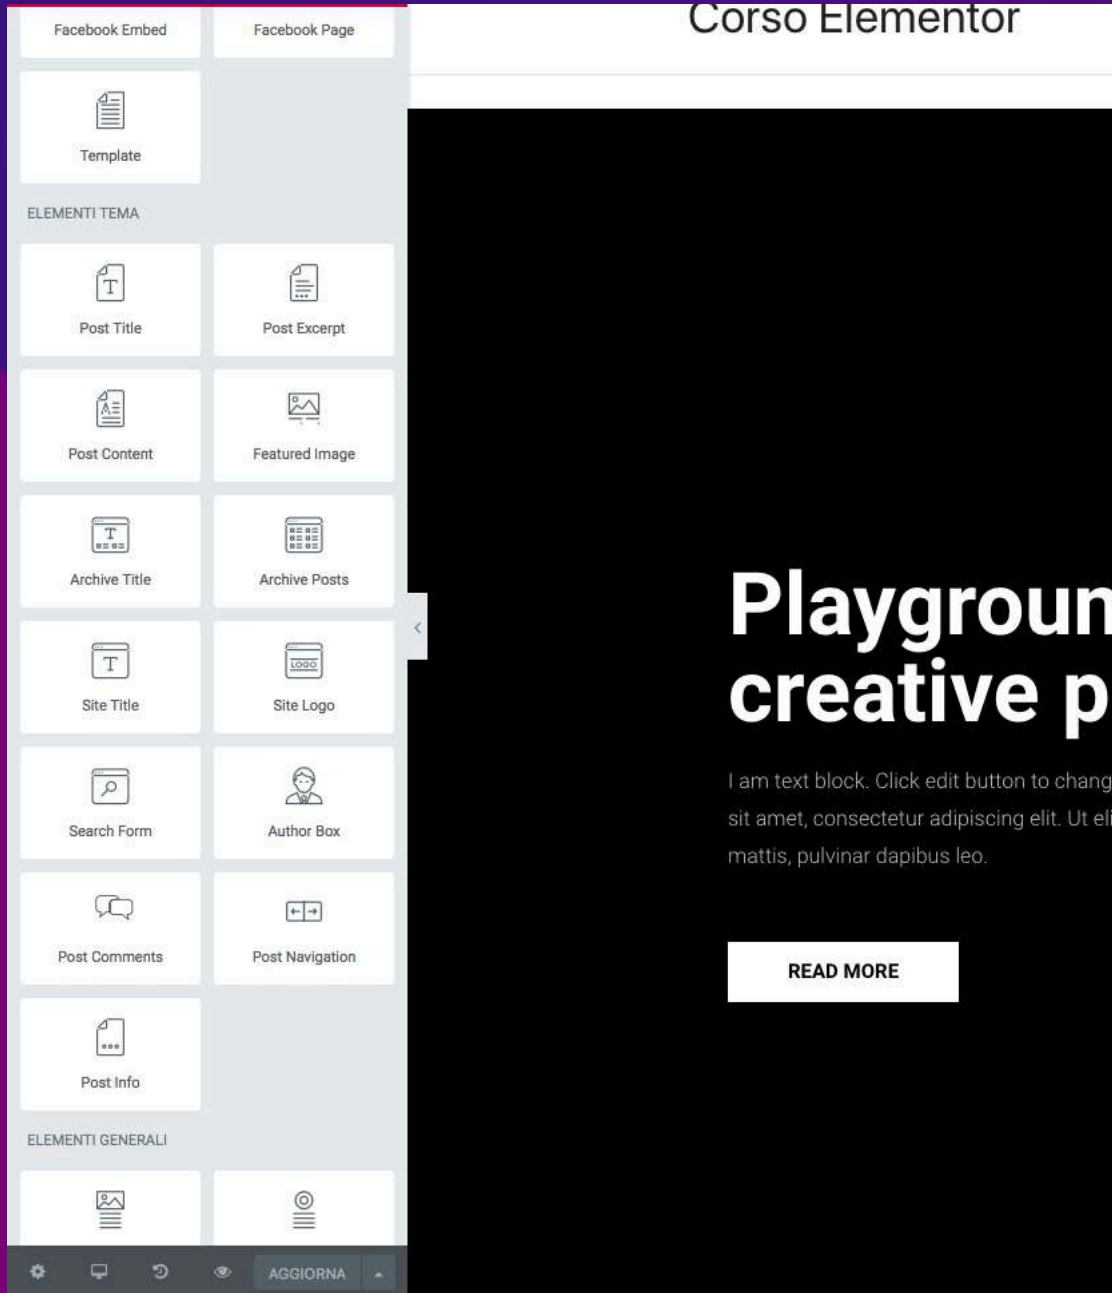 Facebook Embed
Facebook Page
Template
ELEMENTI TEMA
Post Title
Post Excerpt
Post Content
Featured Image
Archive Title
Archive Posts
Site Title
LOGO
Site Logo
Search Form
Author Box
Post Comments
Post Navigation
Post Info
ELEMENTI GENERALI
AGGIORNA
Corso Elementor
Playgroun
creative p
I am text block. Click edit button to chang
sit amet, consectetur adipiscing elit. Ut eli
mattis, pulvinar dapibus leo.
READ MORE